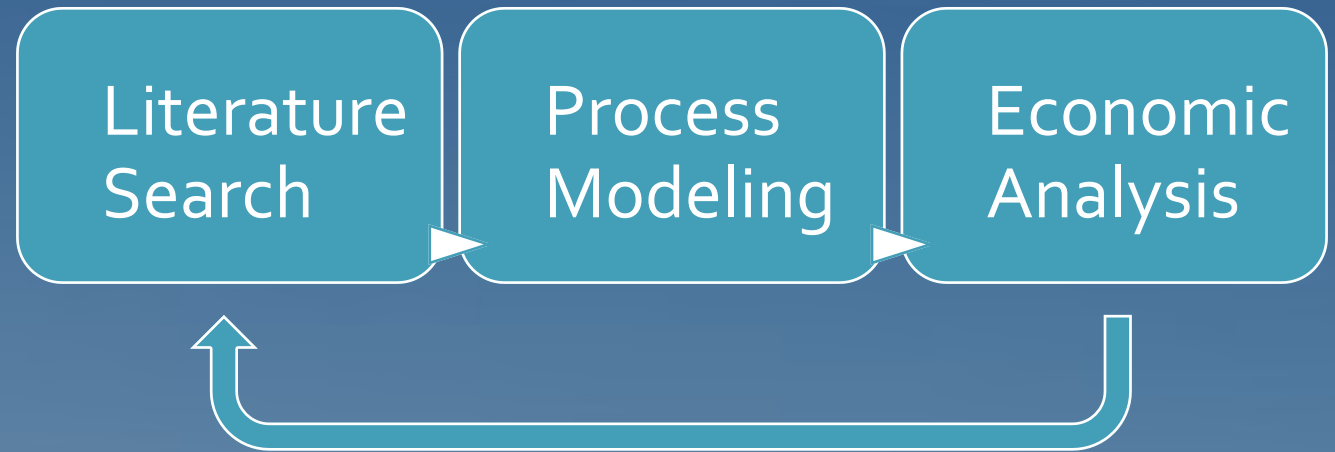 Literature
Search
Process
Modeling
Economic
Analysis